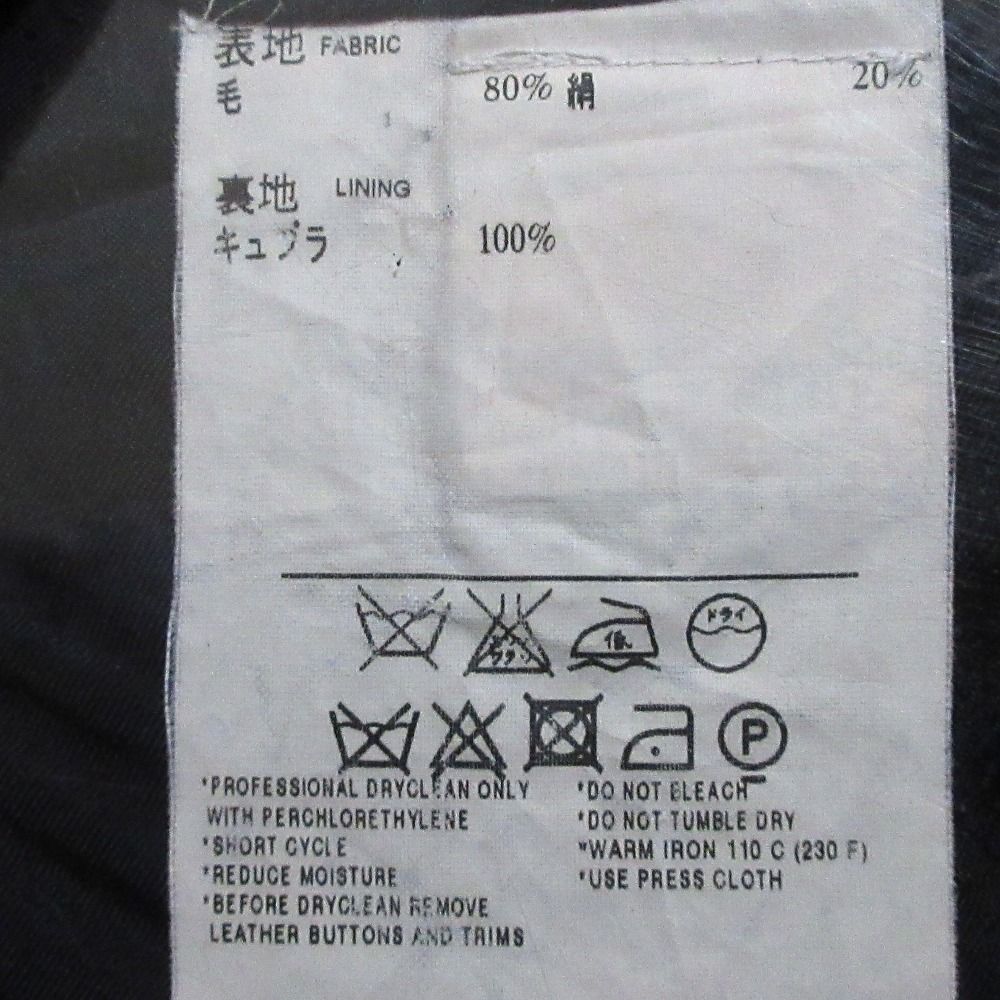 表地 FABRIC
毛 80% 絹 20%
裏地 LINING
キュプラ 100%
低 ドライ
P
*PROFESSIONAL DRYCLEAN ONLY
WITH PERCHLORETHYLENE
*SHORT CYCLE
*REDUCE MOISTURE
*BEFORE DRYCLEAN REMOVE
LEATHER BUTTONS AND TRIMS
*DO NOT BLEACH
*DO NOT TUMBLE DRY
*WARM IRON 110 C (230 F)
*USE PRESS CLOTH